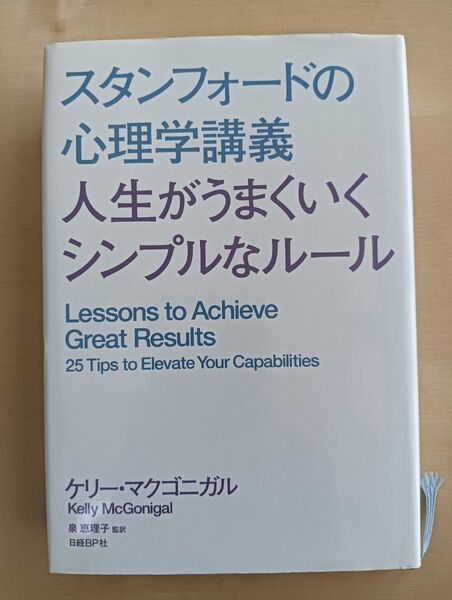 スタンフォードの
心理学講義
人生がうまくいく
シンプルなルール
Lessons to Achieve
Great Results
25 Tips to Elevate Your Capabilities
ケリー・マクゴニガル
Kelly McGonigal
泉 恵理子 監訳
日経BP社